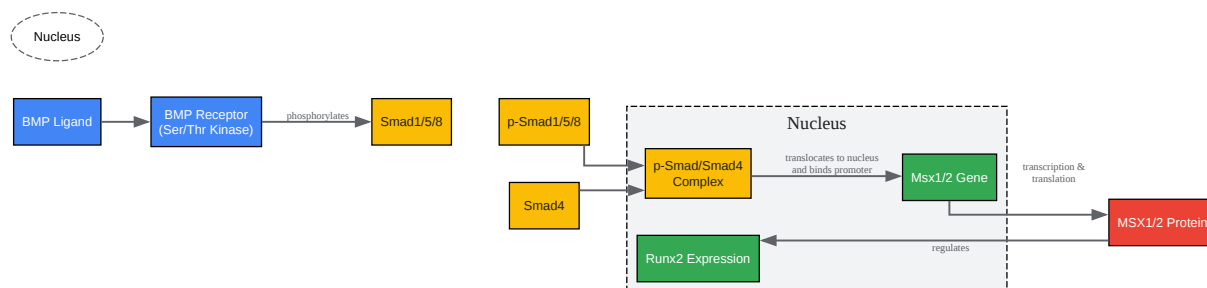 Nucleus
BMP Ligand
BMP Receptor
(Ser/Thr Kinase)
phosphorylates
Smad1/5/8
p-Smad1/5/8
Smad4
Nucleus
p-Smad/Smad4
Complex
translocates to nucleus
and binds promoter
Msx1/2 Gene
transcription &
translation
MSX1/2 Protein
regulates
Runx2 Expression